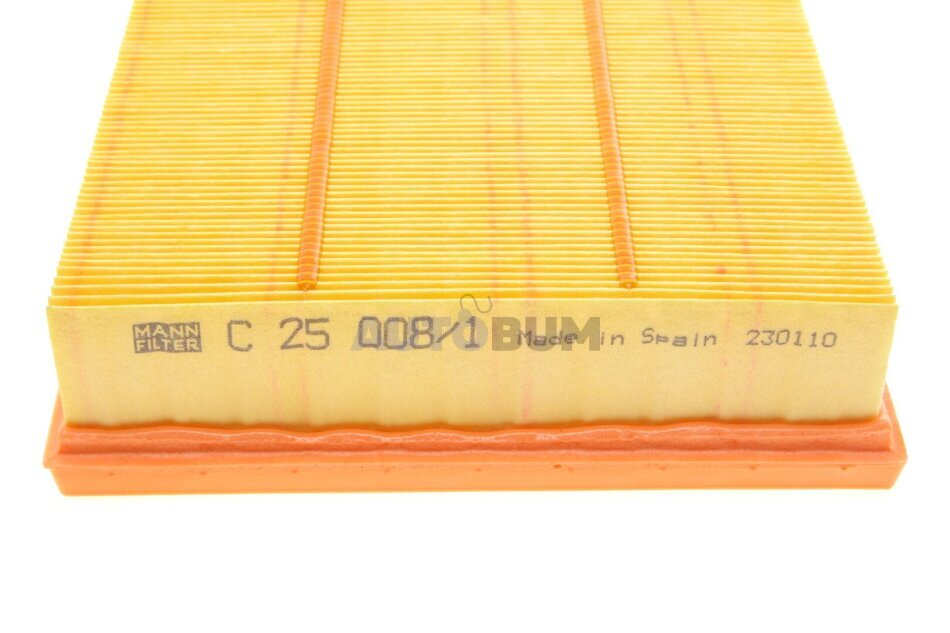 MANN
FILTER
C 25 008/1 Made in Spain 230110
AUTOBUM